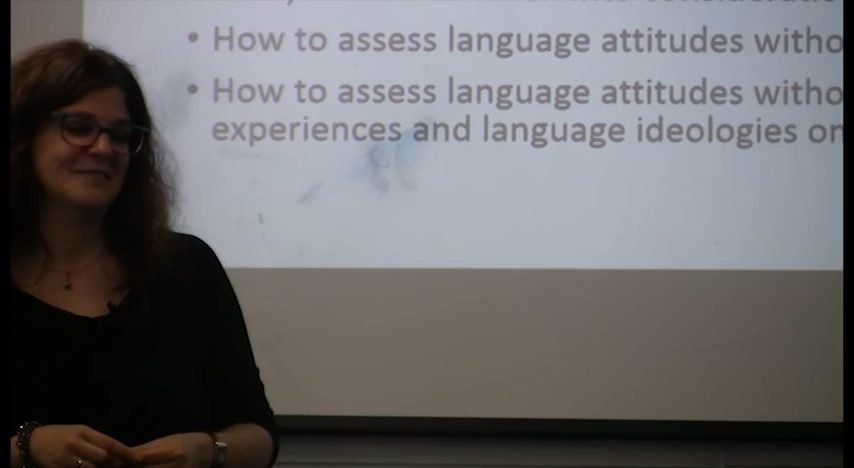 • How to assess language attitudes witho
• How to assess language attitudes witho
experiences and language ideologies on